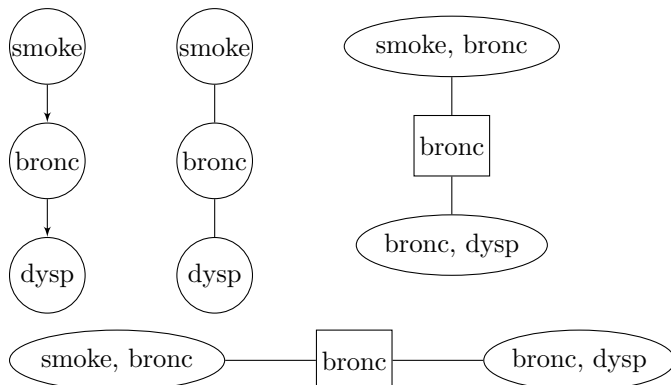 smoke
smoke
smoke, bronc
bronc
bronc
bronc
dysp
dysp
bronc, dysp
smoke, bronc
bronc
bronc, dysp